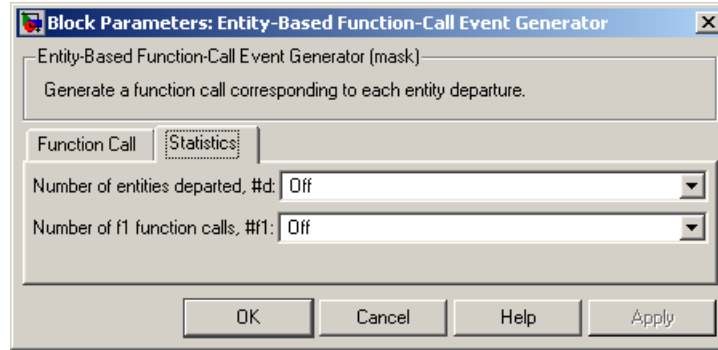 Block Parameters: Entity-Based Function-Call Event Generator
Entity-Based Function-Call Event Generator (mask)
Generate a function call corresponding to each entity departure.
Function Call Statistics
Number of entities departed, #d: Off
Number of f1 function calls, #f1: Off
OK Cancel Help Apply